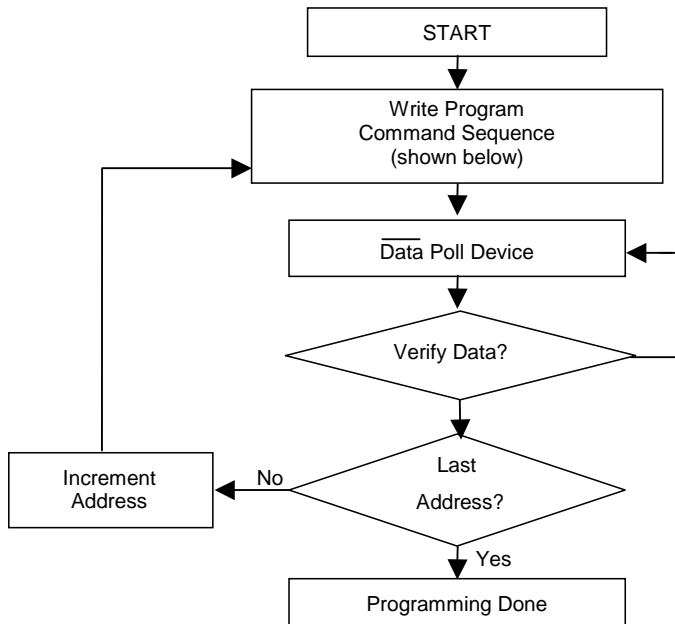 START
Write Program
Command Sequence
(shown below)
Data Poll Device
Verify Data?
Last
Address?
No
Increment
Address
Yes
Programming Done